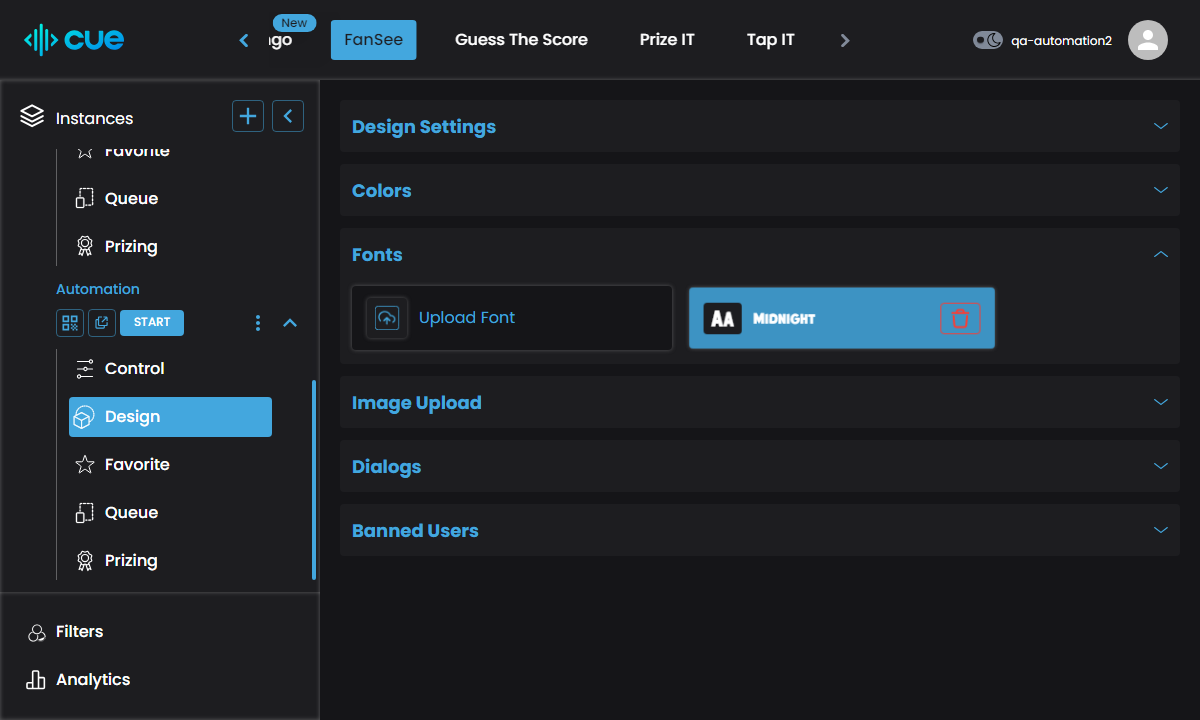 cue
New
FanSee
Guess The Score
Prize IT
Tap IT
qa-automation2
Instances
Favorite
Queue
Prizing
Automation
START
Control
Design
Favorite
Queue
Prizing
Filters
Analytics
Design Settings
Colors
Fonts
Upload Font
AA
Midnight
Image Upload
Dialogs
Banned Users